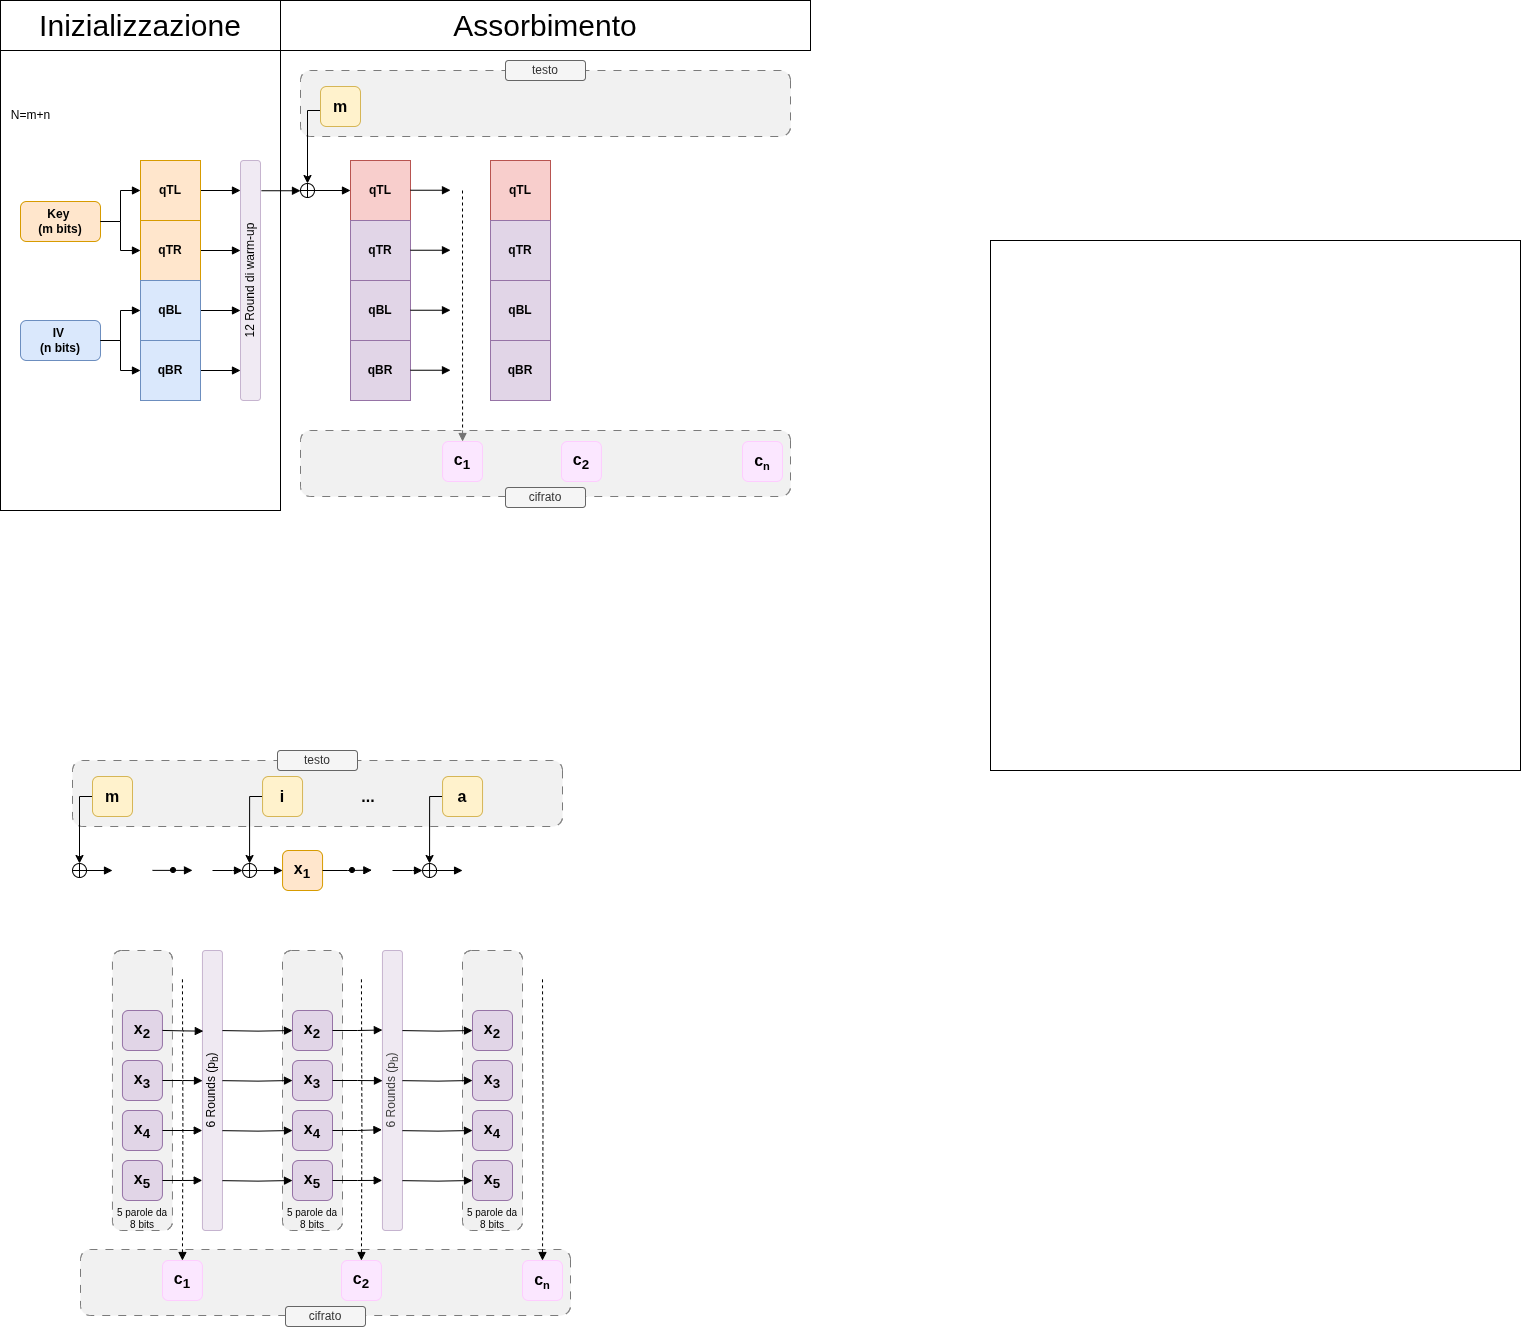 Inizializzazione
Assorbimento
testo
m
N=m+n
Key
(m bits)
IV
(n bits)
qTL
qTR
qBL
qBR
12 Round di warm-up
qTL
qTR
qBL
qBR
qTL
qTR
qBL
qBR
c1
c2
cn
cifrato
testo
m
i
...
a
x1
x2
x3
x4
x5
5 parole da
8 bits
6 Rounds (pb)
x2
x3
x4
x5
5 parole da
8 bits
6 Rounds (pb)
x2
x3
x4
x5
5 parole da
8 bits
c1
c2
cn
cifrato